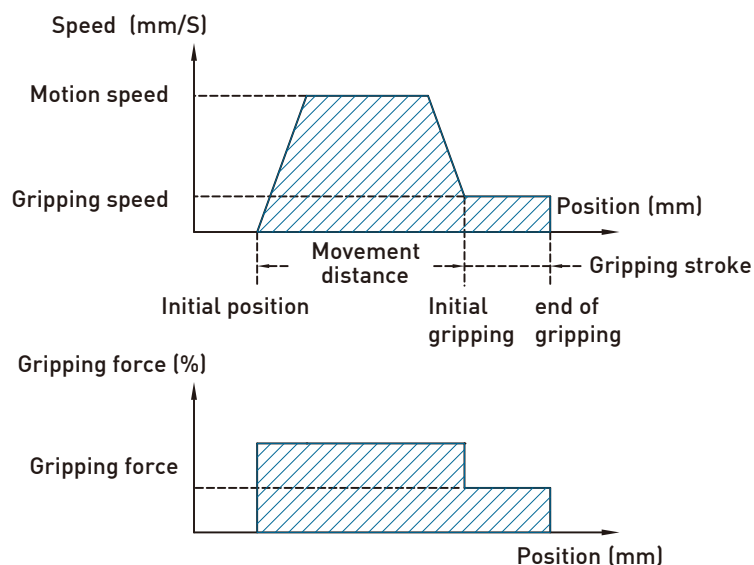 Speed (mm/S)
Motion speed
Gripping speed
Position (mm)
Movement
distance
Gripping stroke
Initial position
Initial
gripping
end of
gripping
Gripping force (%)
Gripping force
Position (mm)